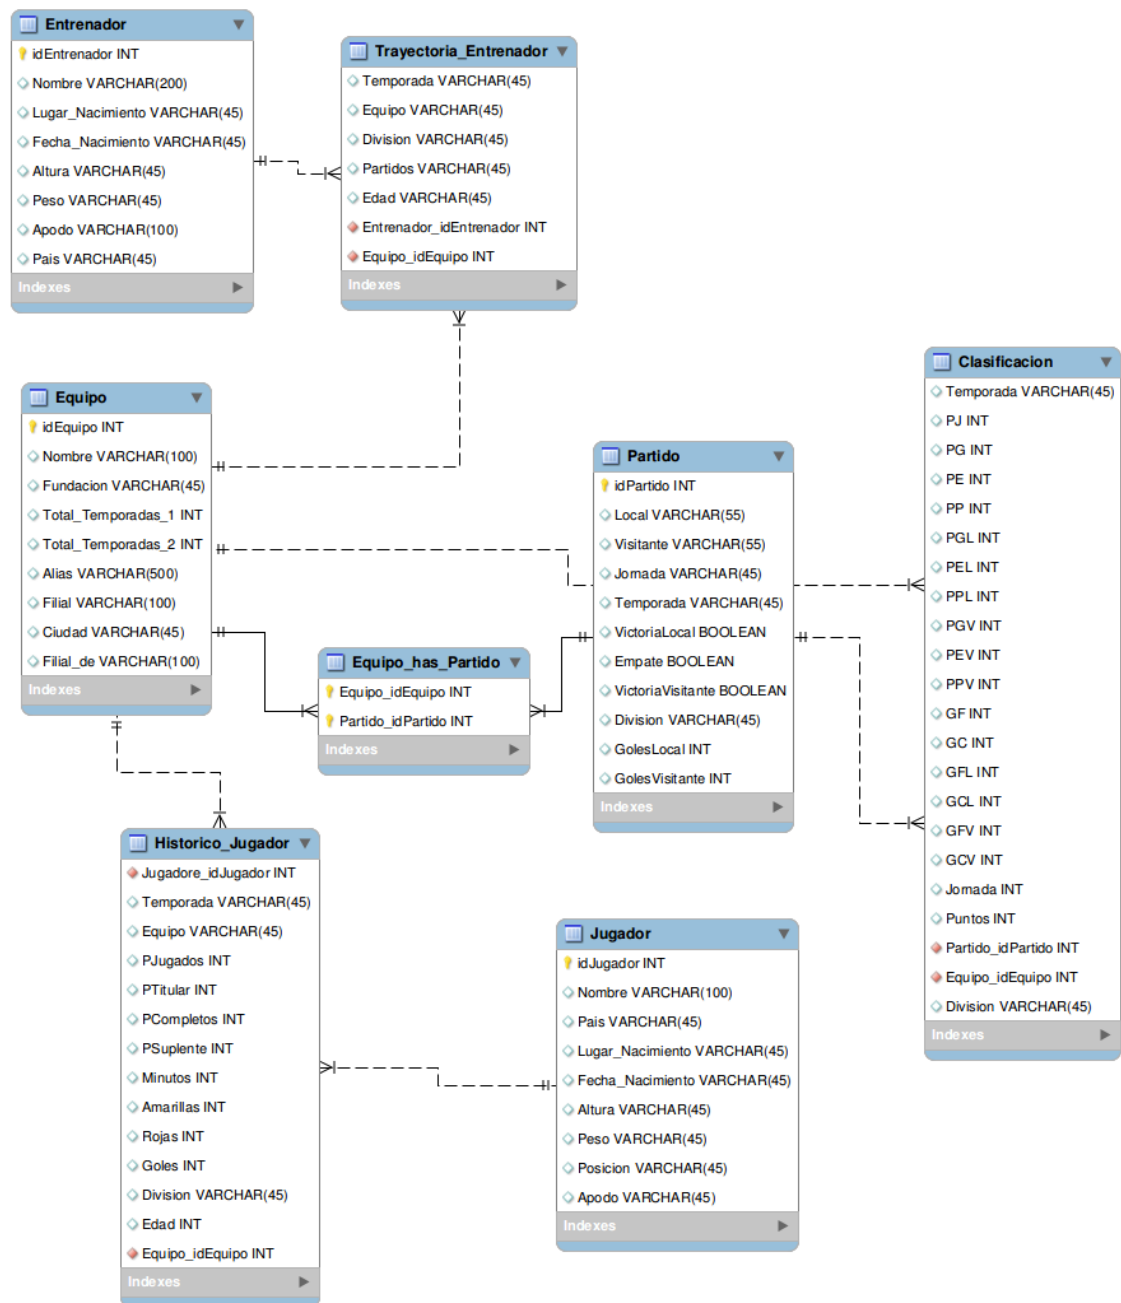 Entrenador
idEntrenador INT
Nombre VARCHAR(200)
Lugar_Nacimiento VARCHAR(45)
Fecha_Nacimiento VARCHAR(45)
Altura VARCHAR(45)
Peso VARCHAR(45)
Apodo VARCHAR(100)
Pais VARCHAR(45)
Indexes
Trayectoria_Entrenador
Temporada VARCHAR(45)
Equipo VARCHAR(45)
Division VARCHAR(45)
Partidos VARCHAR(45)
Edad VARCHAR(45)
Entrenador_idEntrenador INT
Equipo_idEquipo INT
Indexes
Equipo
idEquipo INT
Nombre VARCHAR(100)
Fundacion VARCHAR(45)
Total_Temporadas_1 INT
Total_Temporadas_2 INT
Alias VARCHAR(500)
Filial VARCHAR(100)
Ciudad VARCHAR(45)
Filial_de VARCHAR(100)
Indexes
Equipo_has_Partido
Equipo_idEquipo INT
Partido_idPartido INT
Indexes
Partido
idPartido INT
Local VARCHAR(55)
Visitante VARCHAR(55)
Jornada VARCHAR(45)
Temporada VARCHAR(45)
VictoriaLocal BOOLEAN
Empate BOOLEAN
VictoriaVisitante BOOLEAN
Division VARCHAR(45)
GolesLocal INT
GolesVisitante INT
Indexes
Clasificacion
Temporada VARCHAR(45)
PJ INT
PG INT
PE INT
PP INT
PGL INT
PEL INT
PPL INT
PGV INT
PEV INT
PPV INT
GF INT
GC INT
GFL INT
GCL INT
GFV INT
GCV INT
Jornada INT
Puntos INT
Partido_idPartido INT
Equipo_idEquipo INT
Division VARCHAR(45)
Indexes
Historico_Jugador
Jugadore_idJugador INT
Temporada VARCHAR(45)
Equipo VARCHAR(45)
PJugados INT
PTitular INT
PCompletos INT
PSuplente INT
Minutos INT
Amarillas INT
Rojas INT
Goles INT
Division VARCHAR(45)
Edad INT
Equipo_idEquipo INT
Indexes
Jugador
idJugador INT
Nombre VARCHAR(100)
Pais VARCHAR(45)
Lugar_Nacimiento VARCHAR(45)
Fecha_Nacimiento VARCHAR(45)
Altura VARCHAR(45)
Peso VARCHAR(45)
Posicion VARCHAR(45)
Apodo VARCHAR(45)
Indexes